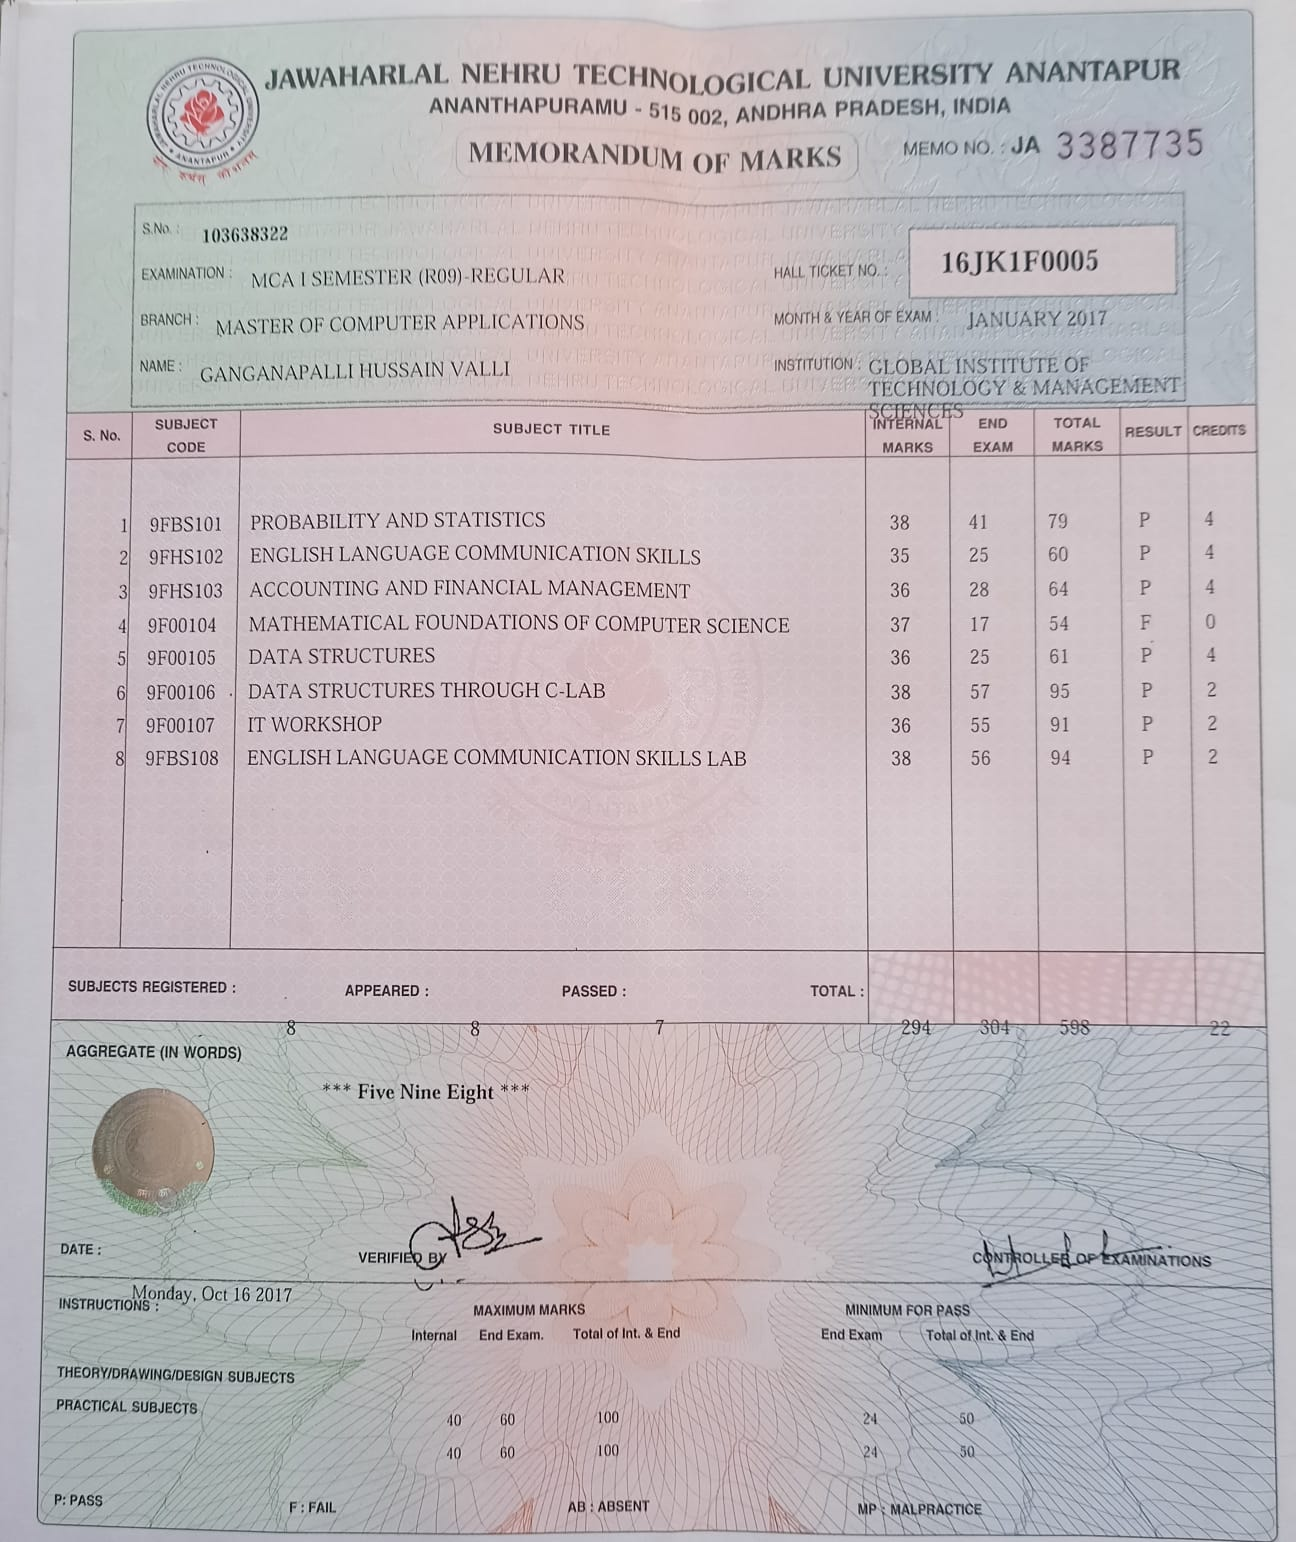 JAWAHARLAL NEHRU TECHNOLOGICAL UNIVERSITY ANANTAPUR
ANANTHAPURAMU - 515 002, ANDHRA PRADESH, INDIA
MEMORANDUM OF MARKS
MEMO NO. : JA 3387735
S.No. : 103638322
EXAMINATION : MCA I SEMESTER (R09)-REGULAR
HALL TICKET NO. : 16JK1F0005
BRANCH : MASTER OF COMPUTER APPLICATIONS
MONTH & YEAR OF EXAM : JANUARY 2017
NAME : GANGANAPALLI HUSSAIN VALLI
INSTITUTION : GLOBAL INSTITUTE OF
TECHNOLOGY & MANAGEMENT
SCIENCES
S. No. SUBJECT CODE SUBJECT TITLE INTERNAL MARKS END EXAM TOTAL MARKS RESULT CREDITS
1 9FBS101 PROBABILITY AND STATISTICS 38 41 79 P 4
2 9FHS102 ENGLISH LANGUAGE COMMUNICATION SKILLS 35 25 60 P 4
3 9FHS103 ACCOUNTING AND FINANCIAL MANAGEMENT 36 28 64 P 4
4 9F00104 MATHEMATICAL FOUNDATIONS OF COMPUTER SCIENCE 37 17 54 F 0
5 9F00105 DATA STRUCTURES 36 25 61 P 4
6 9F00106 DATA STRUCTURES THROUGH C-LAB 38 57 95 P 2
7 9F00107 IT WORKSHOP 36 55 91 P 2
8 9FBS108 ENGLISH LANGUAGE COMMUNICATION SKILLS LAB 38 56 94 P 2
SUBJECTS REGISTERED : APPEARED : PASSED : TOTAL :
8 8 7 294 304 598 22
AGGREGATE (IN WORDS)
*** Five Nine Eight ***
DATE : VERIFIED BY CONTROLLER OF EXAMINATIONS
Monday, Oct 16 2017
INSTRUCTIONS : MAXIMUM MARKS MINIMUM FOR PASS
Internal End Exam. Total of Int. & End End Exam Total of Int. & End
THEORY/DRAWING/DESIGN SUBJECTS
PRACTICAL SUBJECTS
40 60 100 24 50
40 60 100 24 50
P: PASS F : FAIL AB : ABSENT MP : MALPRACTICE